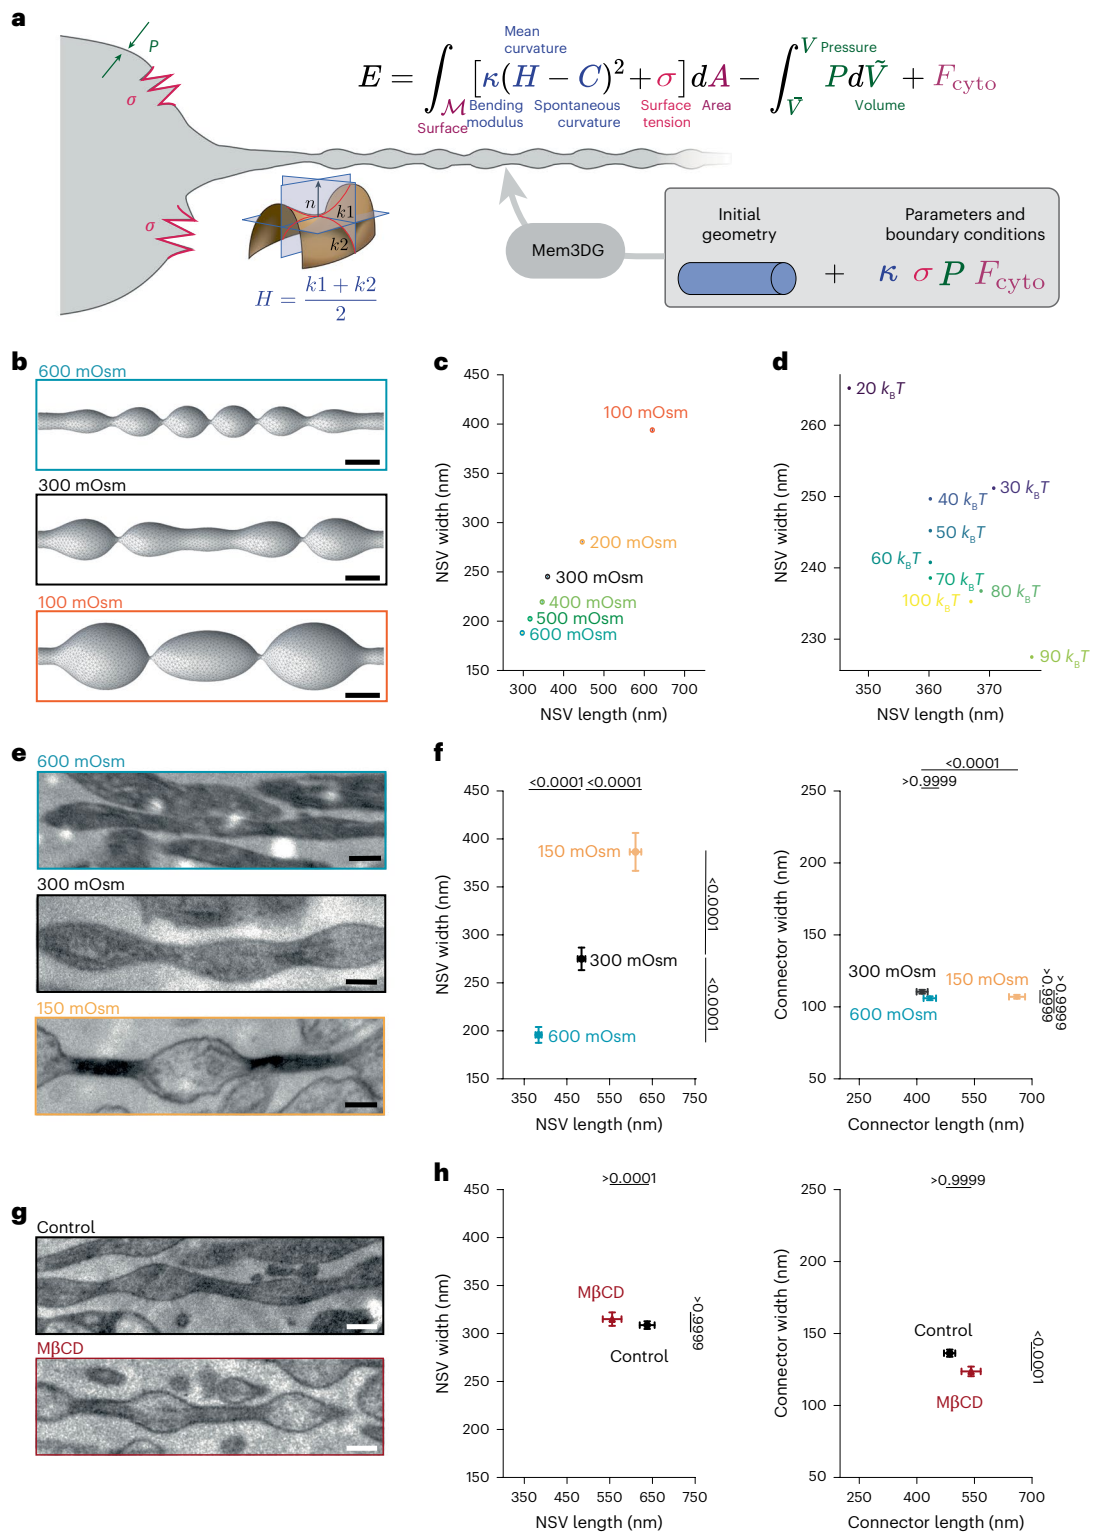 a
P
σ
σ
Mean
curvature
E = ∫ℳ [κ(H − C)² + σ]dA − ∫V̄^V PdṼ + Fcyto
Pressure
Bending
modulus
Spontaneous
curvature
Surface
tension
Area
Volume
Surface
n
k1
k2
H = (k1 + k2)/2
Mem3DG
Initial
geometry
Parameters and
boundary conditions
+
κ σ P Fcyto
b
600 mOsm
300 mOsm
100 mOsm
c
450
400
350
300
250
200
150
NSV width (nm)
100 mOsm
200 mOsm
300 mOsm
400 mOsm
500 mOsm
600 mOsm
300 400 500 600 700
NSV length (nm)
d
260
250
240
230
NSV width (nm)
20 kBT
30 kBT
40 kBT
50 kBT
60 kBT
70 kBT
80 kBT
100 kBT
90 kBT
350 360 370
NSV length (nm)
e
600 mOsm
300 mOsm
150 mOsm
f
<0.0001 <0.0001
450
400
350
300
250
200
150
NSV width (nm)
150 mOsm
300 mOsm
600 mOsm
<0.0001
<0.0001
350 450 550 650 750
NSV length (nm)
<0.0001
>0.9999
250
200
150
100
50
Connector width (nm)
300 mOsm
150 mOsm
600 mOsm
>0.9999
>0.9999
250 400 550 700
Connector length (nm)
g
Control
MβCD
h
>0.0001
450
400
350
300
250
200
150
NSV width (nm)
MβCD
Control
<0.9999
350 450 550 650 750
NSV length (nm)
>0.9999
250
200
150
100
50
Connector width (nm)
Control
MβCD
<0.0001
250 400 550 700
NSV length (nm)